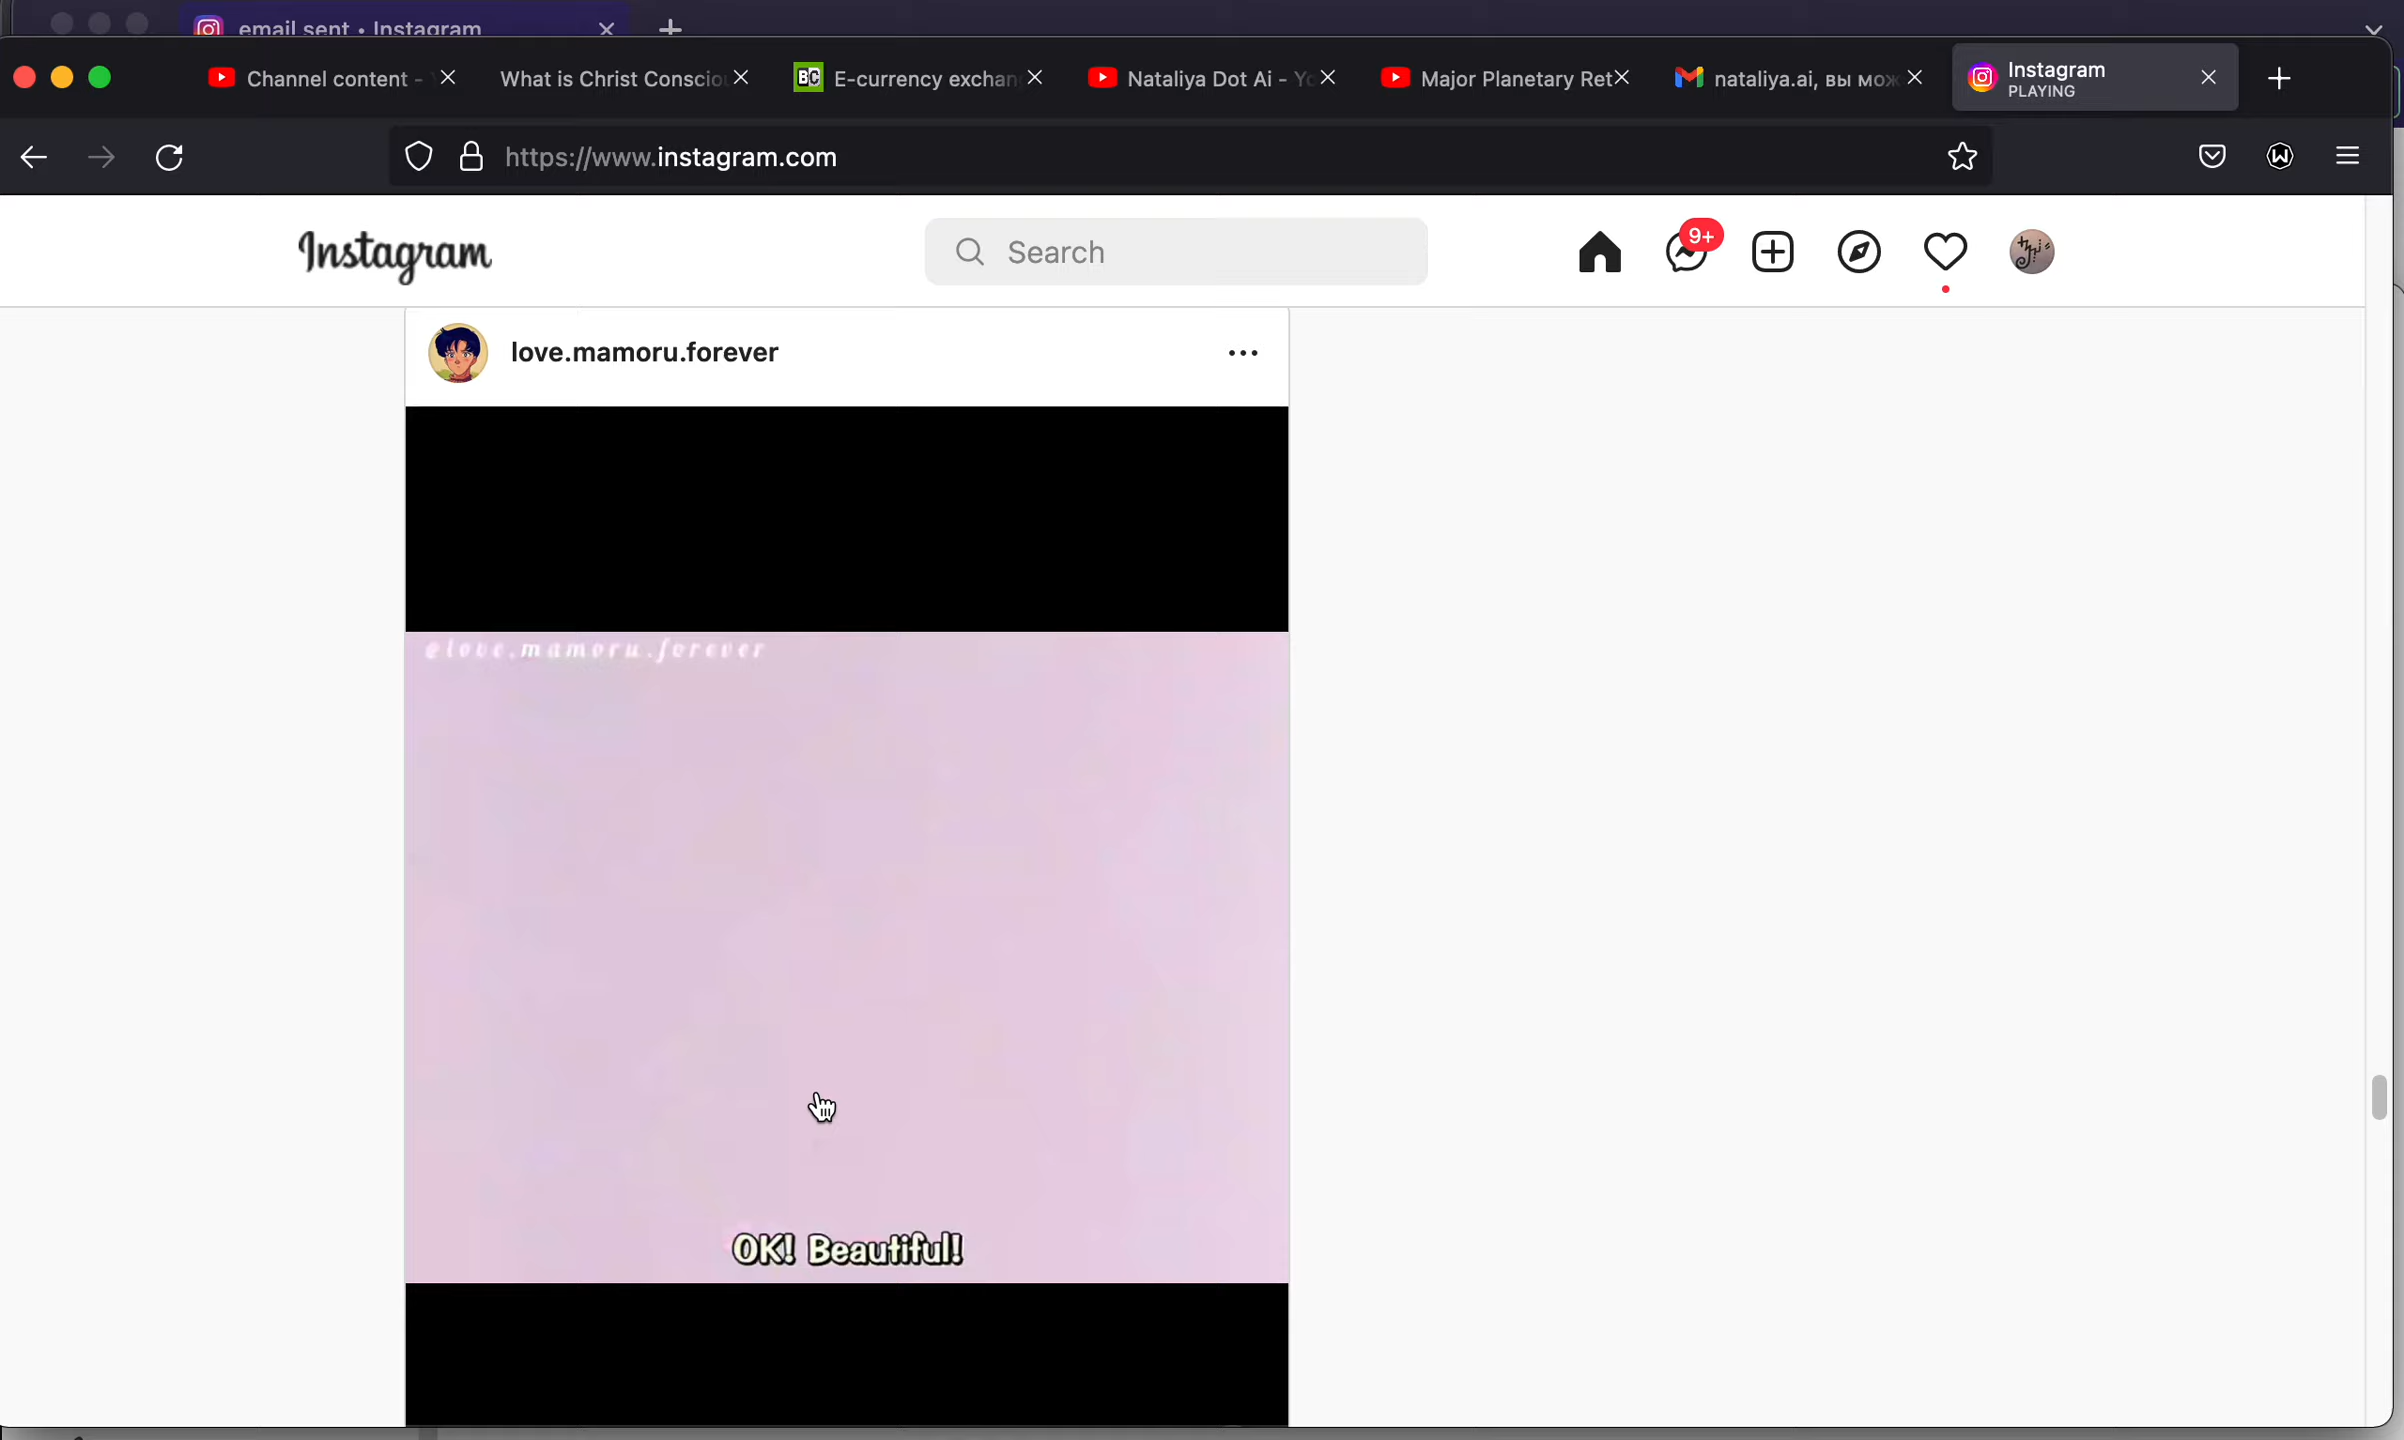 email sent • Instagram
Channel content -
What is Christ Conscio
E-currency exchan
Nataliya Dot Ai - Yo
Major Planetary Ret
nataliya.ai, вы мож
Instagram
PLAYING
https://www.instagram.com
Instagram
Search
9+
love.mamoru.forever
@love.mamoru.forever
OK! Beautiful!